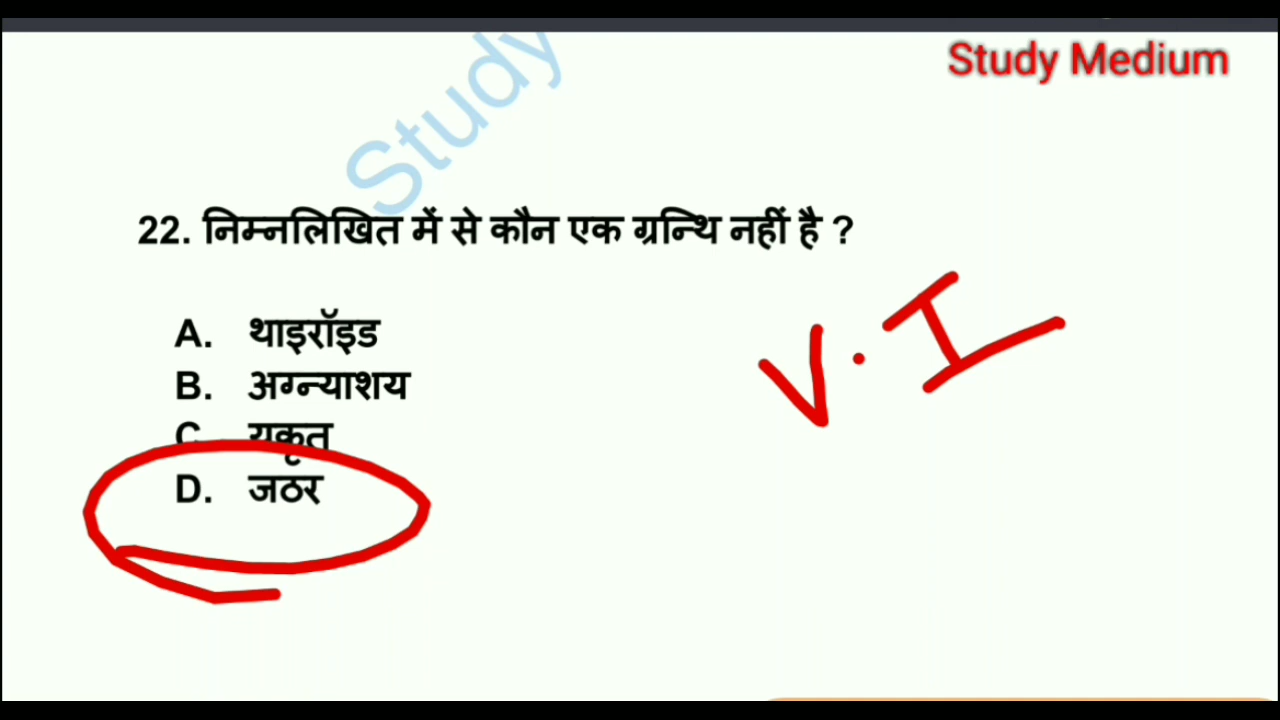 Study Medium
Study
22. निम्नलिखित में से कौन एक ग्रन्थि नहीं है ?
A. थाइरॉइड
B. अग्न्याशय
V. I
C. यकृत
D. जठर